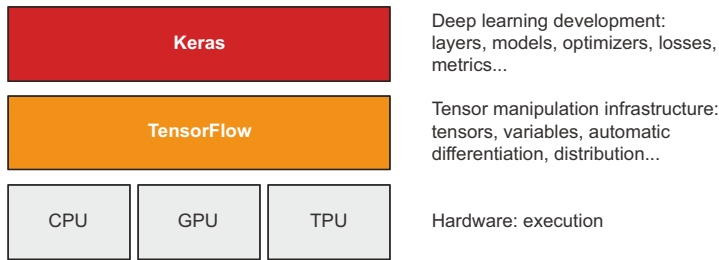 Keras
Deep learning development:
layers, models, optimizers, losses,
metrics...
TensorFlow
Tensor manipulation infrastructure:
tensors, variables, automatic
differentiation, distribution...
CPU
GPU
TPU
Hardware: execution